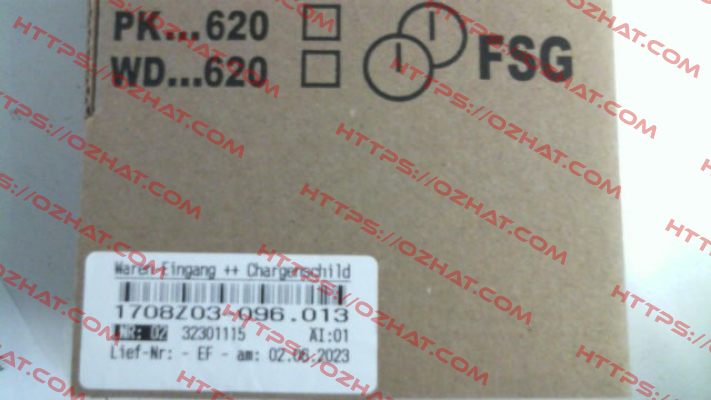 PK...620
WD...620
FSG
Waren Eingang ++ Chargenschild
1708Z03-096.013
NR: 02 32301115 ÄI:01
Lief-Nr: - EF - am: 02.06.2023
HTTPS://OZHAT.COM